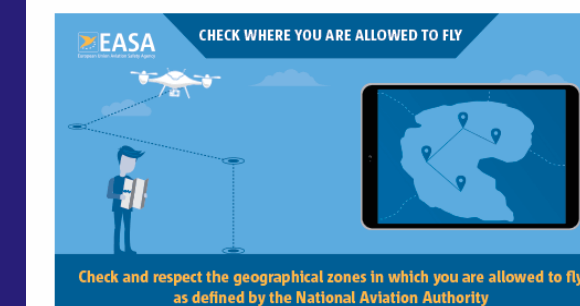 EASA
European Union Aviation Safety Agency
CHECK WHERE YOU ARE ALLOWED TO FLY
Check and respect the geographical zones in which you are allowed to fly
as defined by the National Aviation Authority